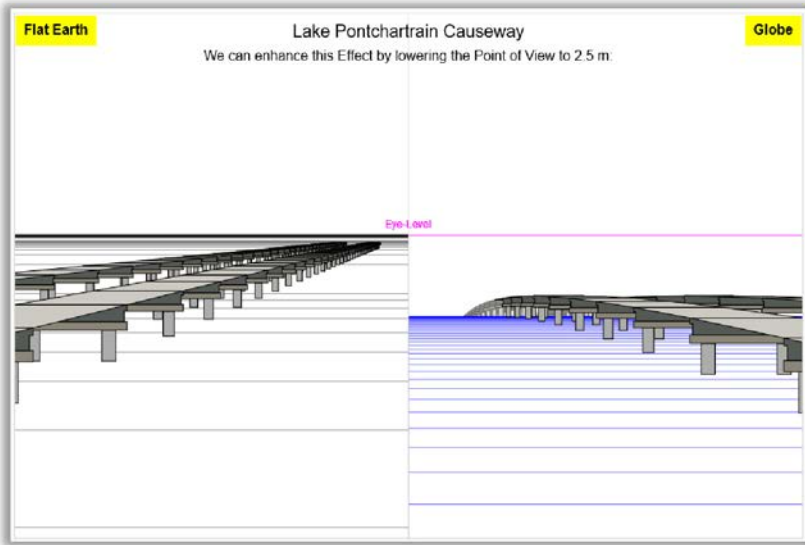 Flat Earth
Lake Pontchartrain Causeway
Globe
We can enhance this Effect by lowering the Point of View to 2.5 m:
Eye-Level